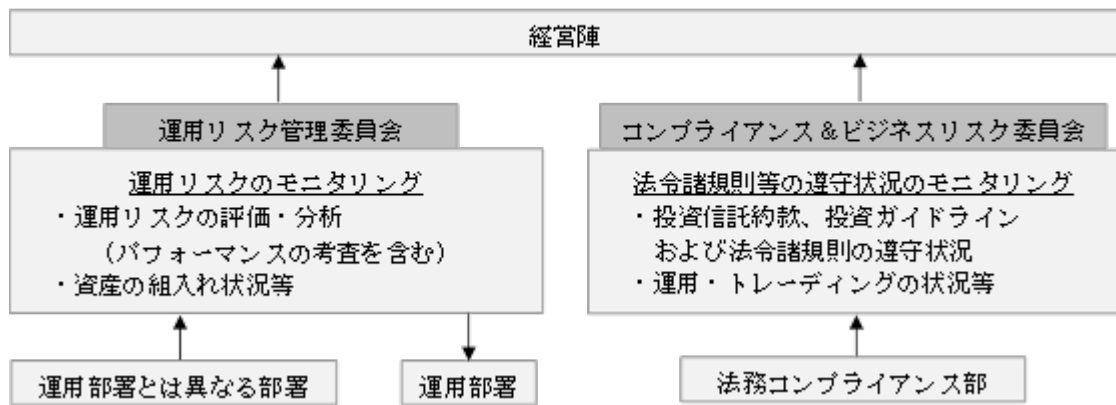 経営陣
運用リスク管理委員会
運用リスクのモニタリング
・運用リスクの評価・分析
（パフォーマンスの考査を含む）
・資産の組入れ状況等
コンプライアンス＆ビジネスリスク委員会
法令諸規則等の遵守状況のモニタリング
・投資信託約款、投資ガイドライン
および法令諸規則の遵守状況
・運用・トレーディングの状況等
運用部署とは異なる部署
運用部署
法務コンプライアンス部